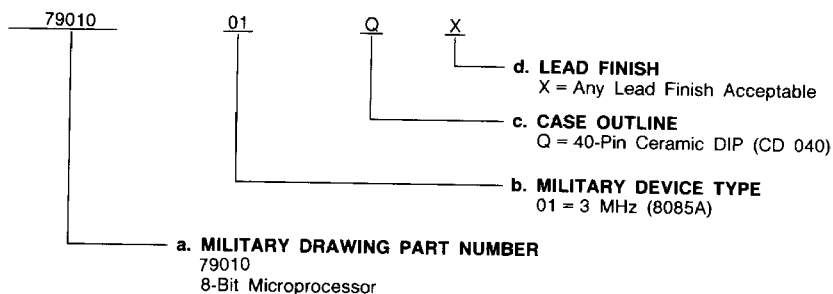 79010 01 Q X
d. LEAD FINISH
X = Any Lead Finish Acceptable
c. CASE OUTLINE
Q = 40-Pin Ceramic DIP (CD 040)
b. MILITARY DEVICE TYPE
01 = 3 MHz (8085A)
a. MILITARY DRAWING PART NUMBER
79010
8-Bit Microprocessor